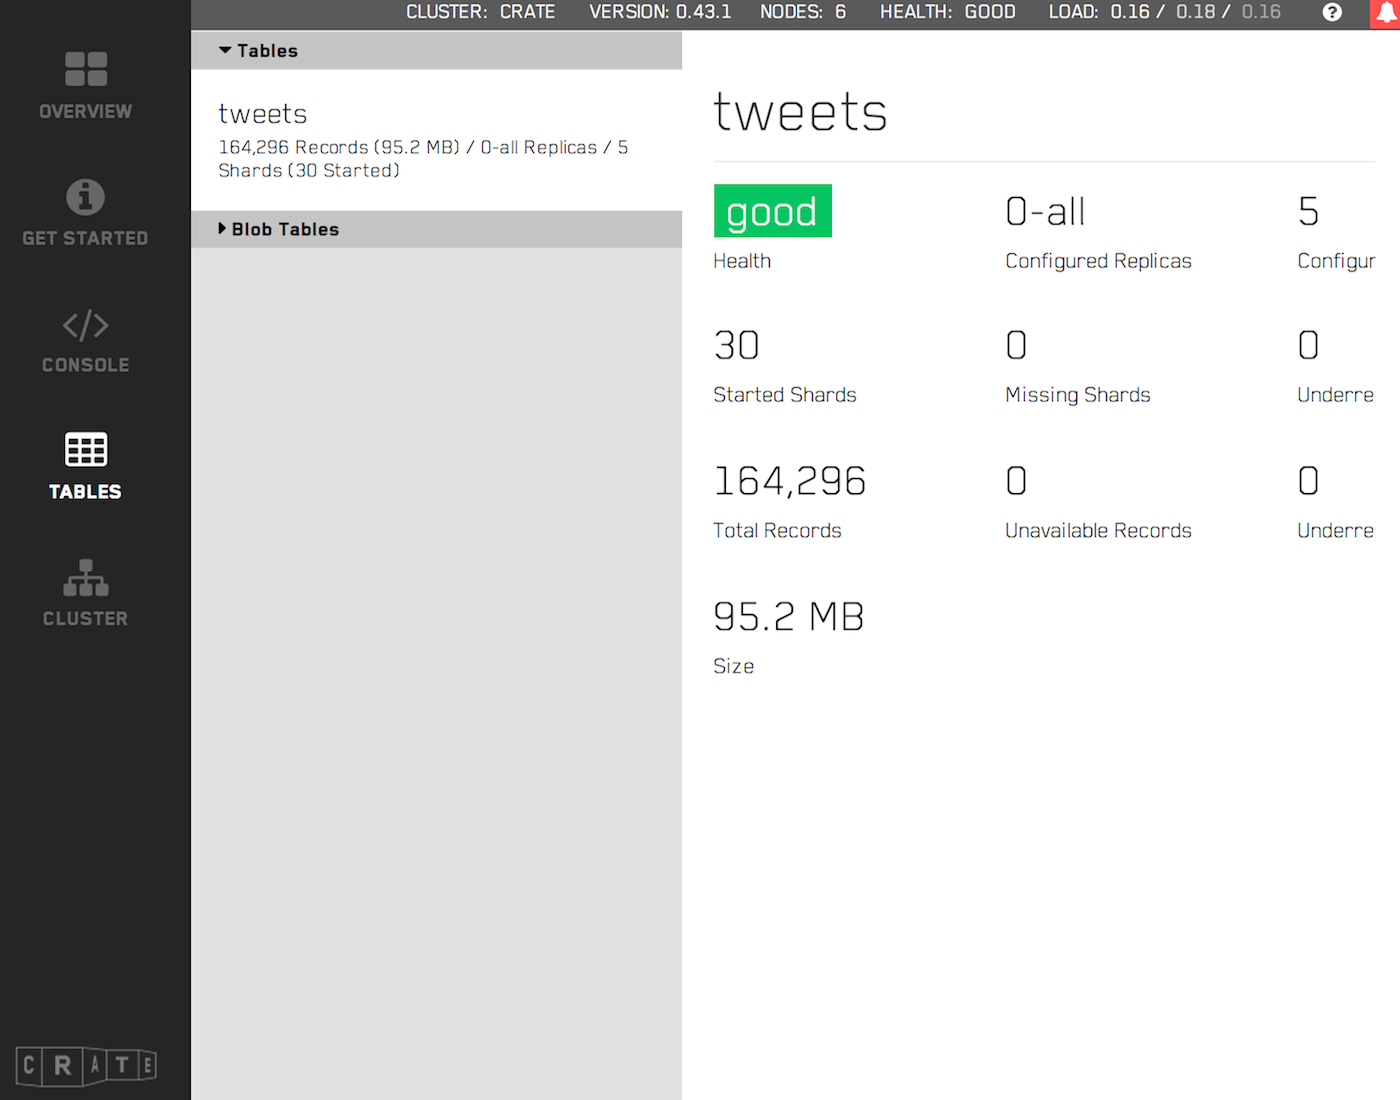 CLUSTER: CRATE VERSION: 0.43.1 NODES: 6 HEALTH: GOOD LOAD: 0.16 / 0.18 / 0.16
OVERVIEW
GET STARTED
CONSOLE
TABLES
CLUSTER
CRATE
Tables
tweets
164,296 Records (95.2 MB) / 0-all Replicas / 5
Shards (30 Started)
Blob Tables
tweets
good
Health
0-all
Configured Replicas
5
Configur
30
Started Shards
0
Missing Shards
0
Underre
164,296
Total Records
0
Unavailable Records
0
Underre
95.2 MB
Size